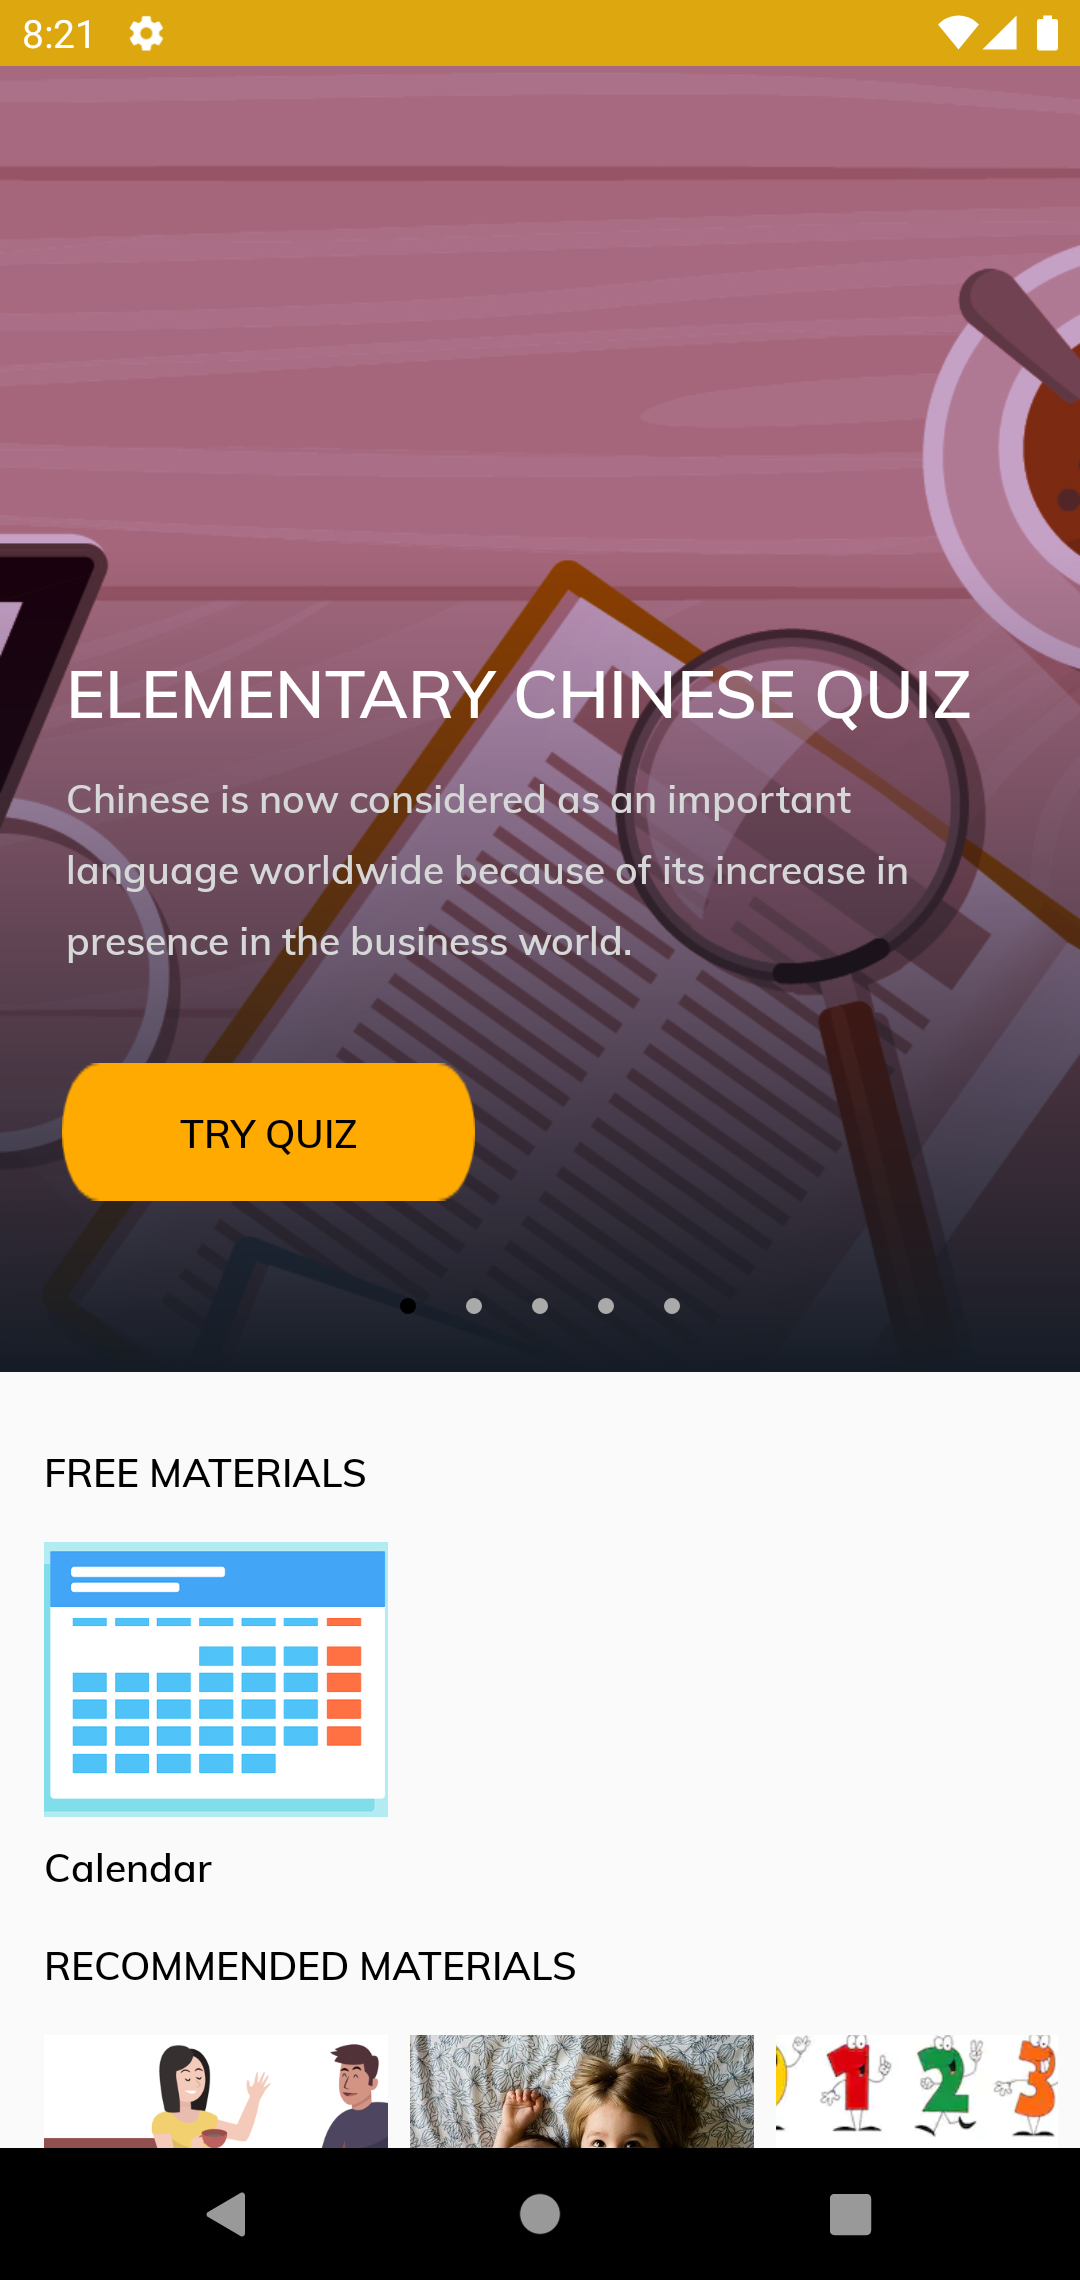 8:21
ELEMENTARY CHINESE QUIZ
Chinese is now considered as an important
language worldwide because of its increase in
presence in the business world.
TRY QUIZ
FREE MATERIALS
Calendar
RECOMMENDED MATERIALS
1 2 3